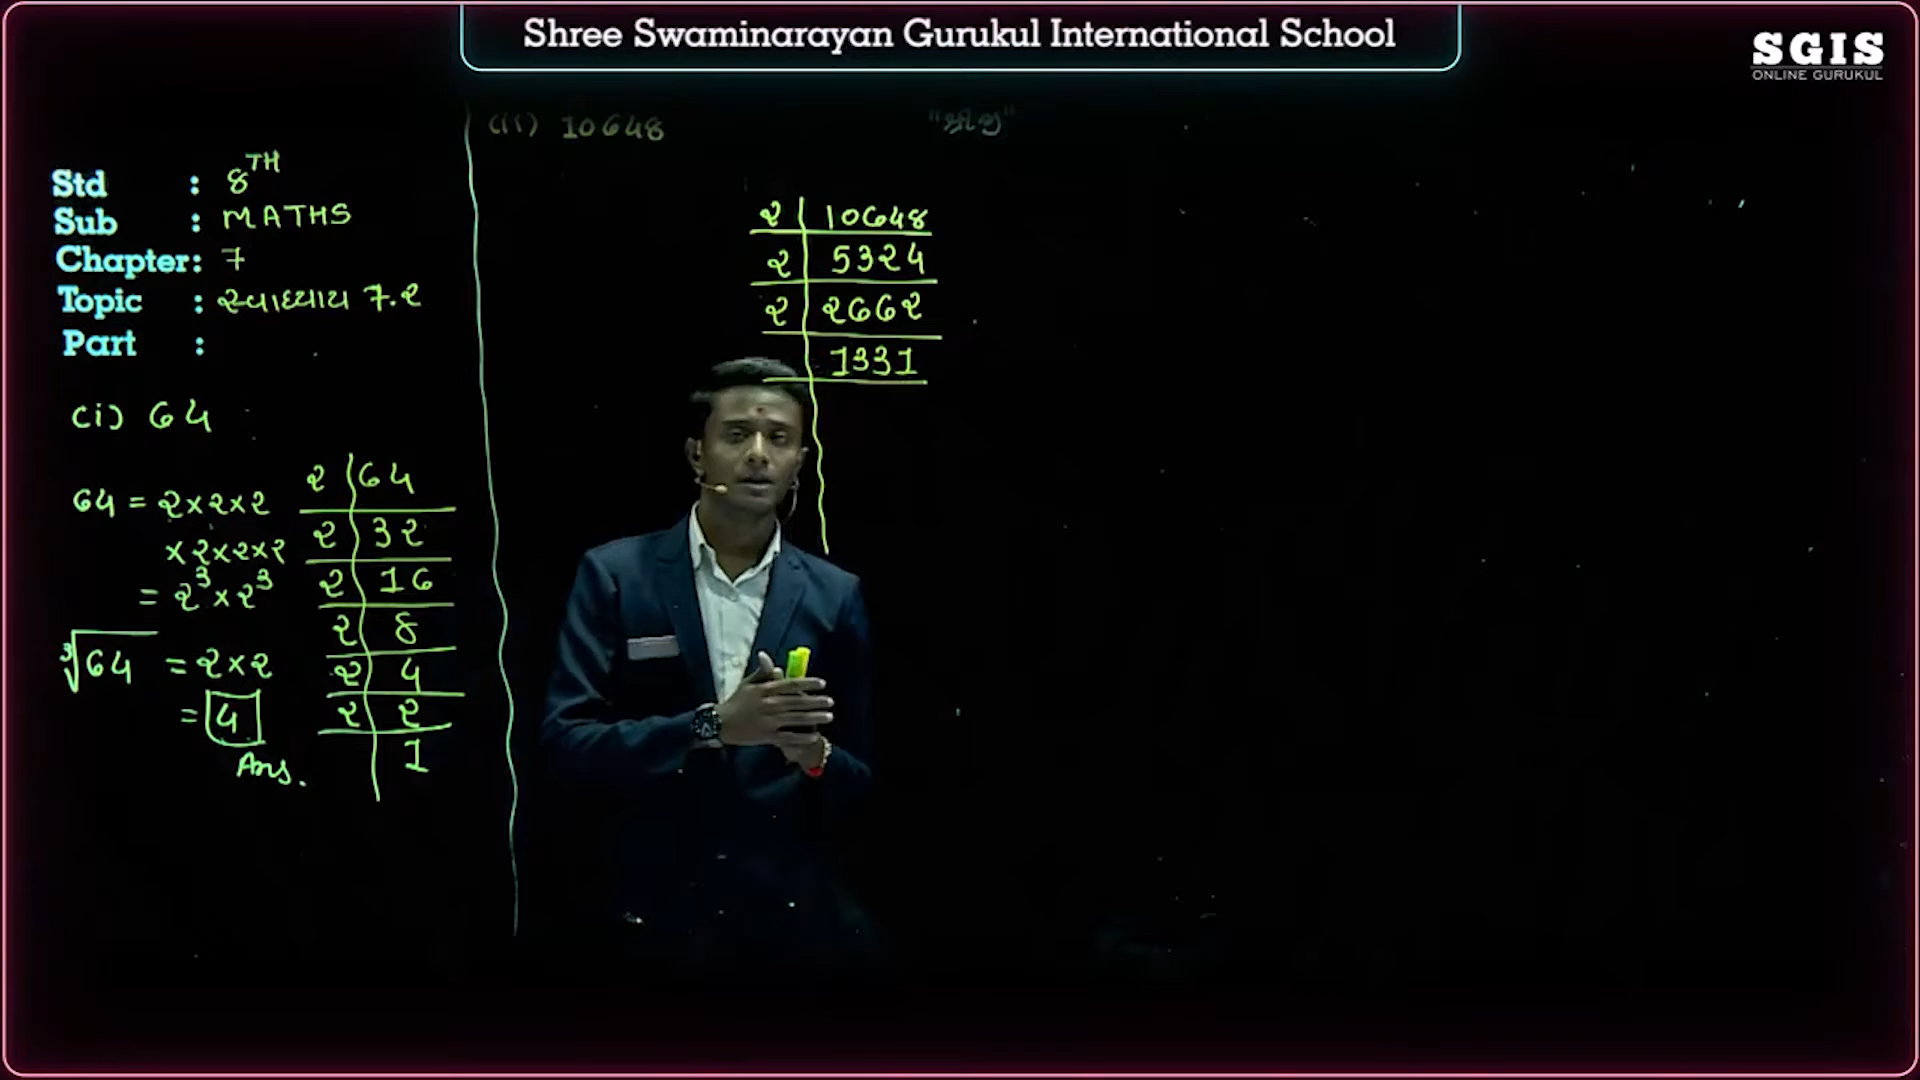 Shree Swaminarayan Gurukul International School
SGIS
ONLINE GURUKUL
Std : 8TH
Sub : MATHS
Chapter: 7
Topic : સ્વાધ્યાય 7.૨
Part :
(i) 64
64 = ૨×૨×૨
×૨×૨×૨
= ૨³×૨³
³√64 = ૨×૨
= 4
Ans.
૨ | 64
૨ | 3૨
૨ | 16
૨ | 8
૨ | 4
૨ | ૨
1
(ii) 10648
"શ્રીજી"
૨ | 10648
૨ | 53૨4
૨ | ૨66૨
1331